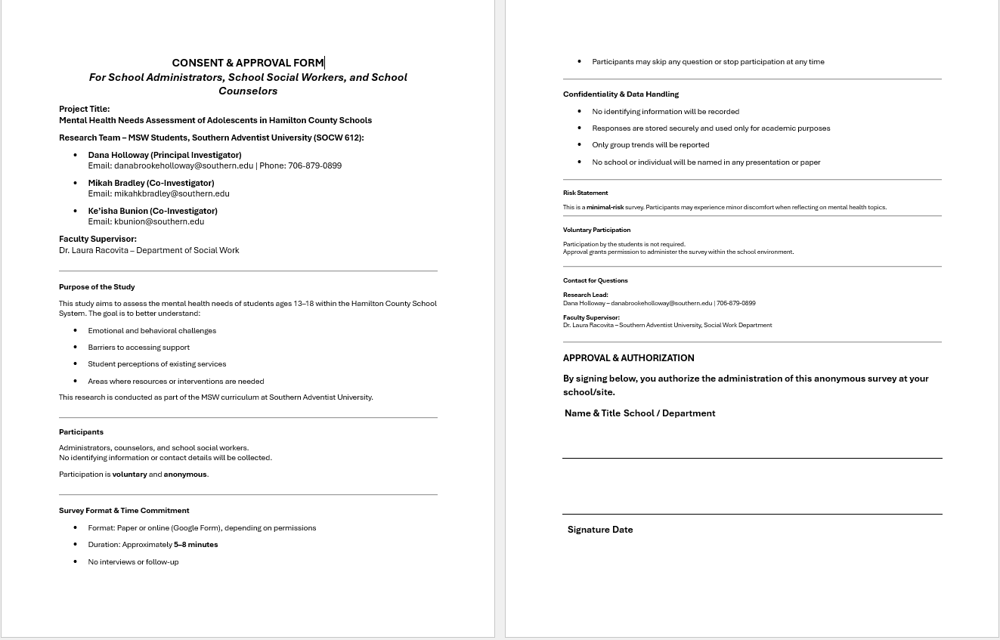 CONSENT & APPROVAL FORM
For School Administrators, School Social Workers, and School
Counselors
Project Title:
Mental Health Needs Assessment of Adolescents in Hamilton County Schools
Research Team – MSW Students, Southern Adventist University (SOCW 612):
• Dana Holloway (Principal Investigator)
Email: danabrookeholloway@southern.edu | Phone: 706-879-0899
• Mikah Bradley (Co-Investigator)
Email: mikahkbradley@southern.edu
• Ke’isha Bunion (Co-Investigator)
Email: kbunion@southern.edu
Faculty Supervisor:
Dr. Laura Racovita – Department of Social Work
Purpose of the Study
This study aims to assess the mental health needs of students ages 13–18 within the Hamilton County School
System. The goal is to better understand:
• Emotional and behavioral challenges
• Barriers to accessing support
• Student perceptions of existing services
• Areas where resources or interventions are needed
This research is conducted as part of the MSW curriculum at Southern Adventist University.
Participants
Administrators, counselors, and school social workers.
No identifying information or contact details will be collected.
Participation is voluntary and anonymous.
Survey Format & Time Commitment
• Format: Paper or online (Google Form), depending on permissions
• Duration: Approximately 5–8 minutes
• No interviews or follow-up
• Participants may skip any question or stop participation at any time
Confidentiality & Data Handling
• No identifying information will be recorded
• Responses are stored securely and used only for academic purposes
• Only group trends will be reported
• No school or individual will be named in any presentation or paper
Risk Statement
This is a minimal-risk survey. Participants may experience minor discomfort when reflecting on mental health topics.
Voluntary Participation
Participation by the students is not required.
Approval grants permission to administer the survey within the school environment.
Contact for Questions
Research Lead:
Dana Holloway – danabrookeholloway@southern.edu | 706-879-0899
Faculty Supervisor:
Dr. Laura Racovita – Southern Adventist University, Social Work Department
APPROVAL & AUTHORIZATION
By signing below, you authorize the administration of this anonymous survey at your
school/site.
Name & Title School / Department
Signature Date